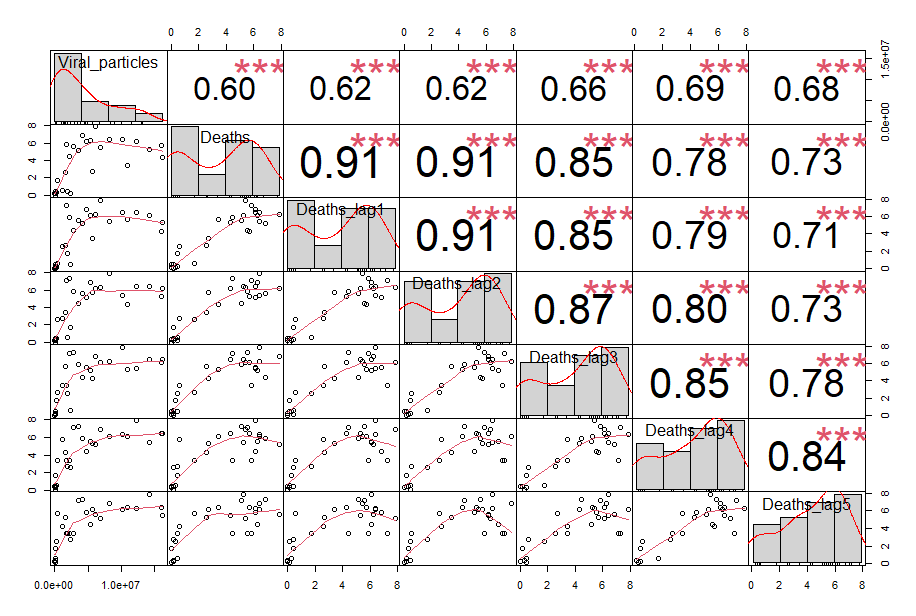 0 2 4 6 8 0 2 4 6 8 0 2 4 6 8
Viral_particles
0.60 ***
0.62 ***
0.62 ***
0.66 ***
0.69 ***
0.68 ***
0.0e+00 1.5e+07
0 2 4 6 8
Deaths
0.91 ***
0.91 ***
0.85 ***
0.78 ***
0.73 ***
Deaths_lag1
0.91 ***
0.85 ***
0.79 ***
0.71 ***
0 2 4 6 8
0 2 4 6 8
Deaths_lag2
0.87 ***
0.80 ***
0.73 ***
Deaths_lag3
0.85 ***
0.78 ***
0 2 4 6 8
0 2 4 6 8
Deaths_lag4
0.84 ***
Deaths_lag5
0 2 4 6 8
0.0e+00 1.0e+07
0 2 4 6 8
0 2 4 6 8
0 2 4 6 8